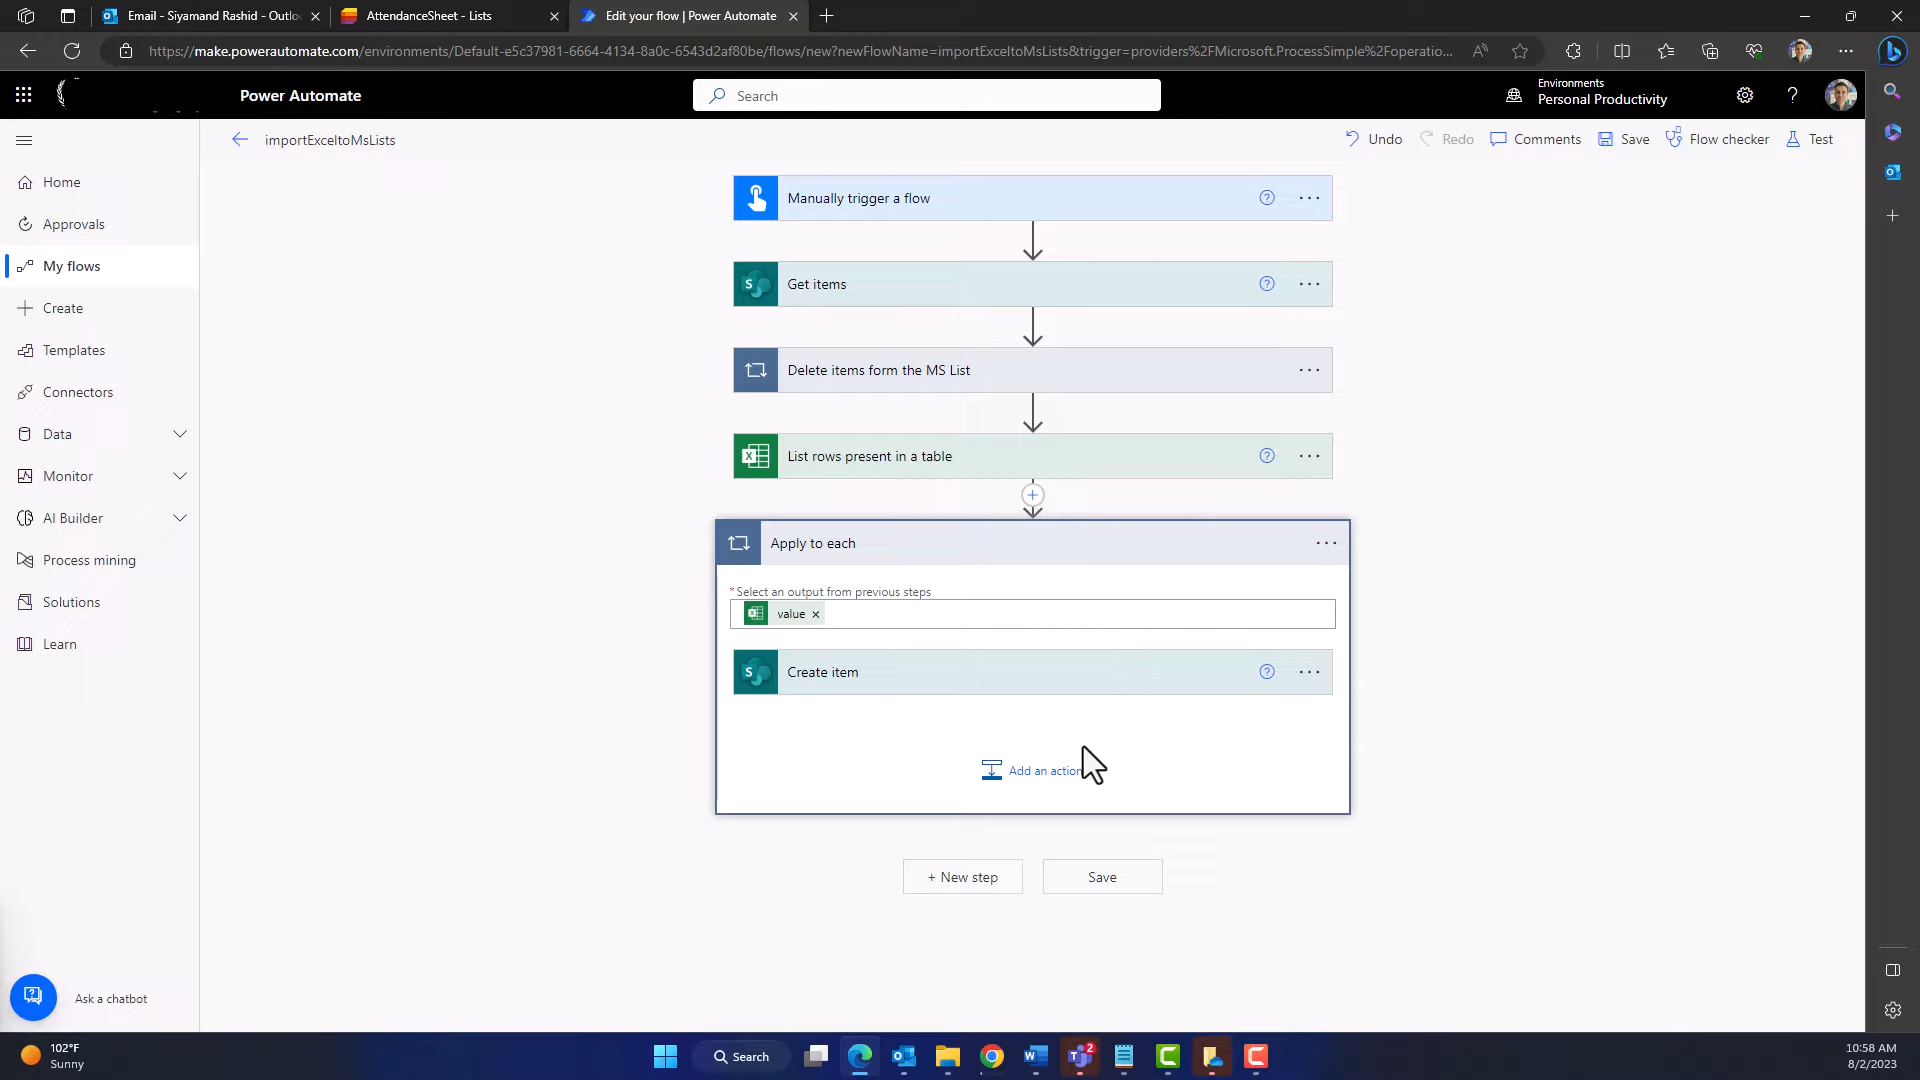 Email - Siyamand Rashid - Outlo
AttendanceSheet - Lists
Edit your flow | Power Automate
https://make.powerautomate.com/environments/Default-e5c37981-6664-4134-8a0c-6543d2af80be/flows/new?newFlowName=importExceltoMsLists&trigger=providers%2FMicrosoft.ProcessSimple%2Foperatio...
Power Automate
Search
Environments
Personal Productivity
importExceltoMsLists
Undo
Redo
Comments
Save
Flow checker
Test
Home
Approvals
My flows
Create
Templates
Connectors
Data
Monitor
AI Builder
Process mining
Solutions
Learn
Manually trigger a flow
Get items
Delete items form the MS List
List rows present in a table
Apply to each
* Select an output from previous steps
value
Create item
Add an action
+ New step
Save
Ask a chatbot
102°F
Sunny
Search
2
10:58 AM
8/2/2023